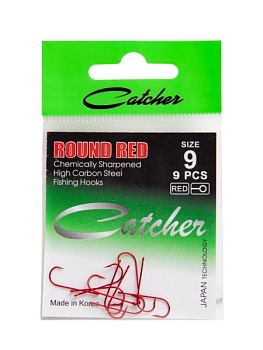 Catcher
ROUND RED
Chemically Sharpened
High Carbon Steel
Fishing Hooks
SIZE
9
9 PCS
RED
Catcher
Made in Korea
JAPAN TECHNOLOGY